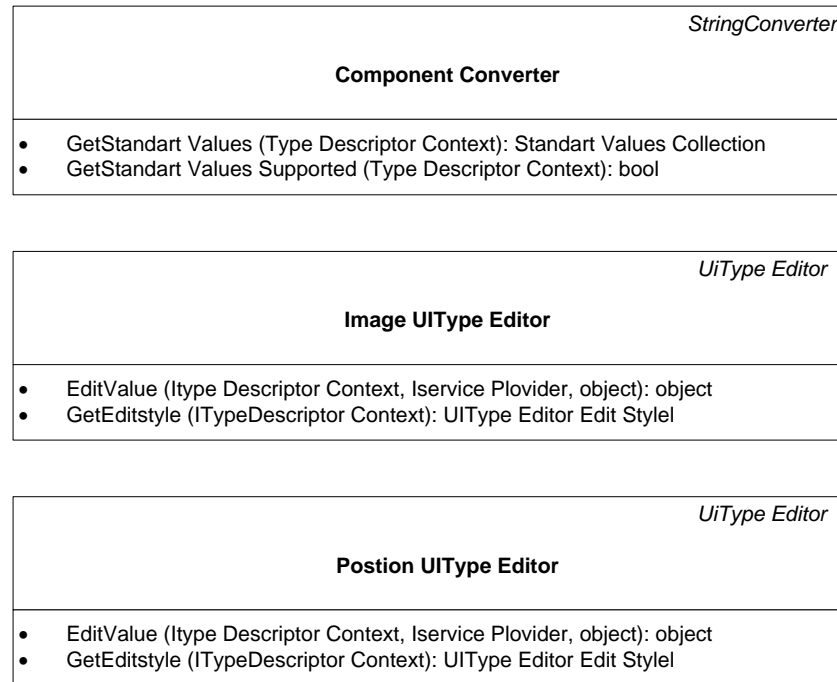 StringConverter
Component Converter
• GetStandart Values (Type Descriptor Context): Standart Values Collection
• GetStandart Values Supported (Type Descriptor Context): bool
UiType Editor
Image UIType Editor
• EditValue (Itype Descriptor Context, Iservice Plovider, object): object
• GetEditstyle (ITypeDescriptor Context): UIType Editor Edit Stylel
UiType Editor
Postion UIType Editor
• EditValue (Itype Descriptor Context, Iservice Plovider, object): object
• GetEditstyle (ITypeDescriptor Context): UIType Editor Edit Stylel